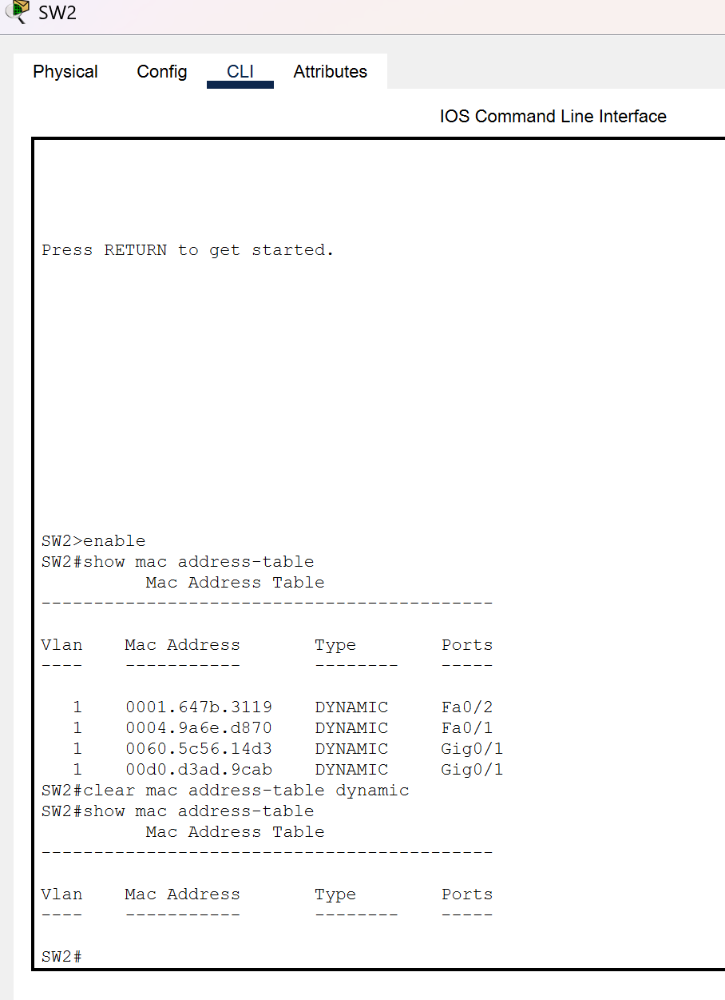 SW2
Physical Config CLI Attributes
IOS Command Line Interface
Press RETURN to get started.
SW2>enable
SW2#show mac address-table
          Mac Address Table
-------------------------------------------
Vlan    Mac Address       Type        Ports
----    -----------       --------    -----
   1    0001.647b.3119    DYNAMIC     Fa0/2
   1    0004.9a6e.d870    DYNAMIC     Fa0/1
   1    0060.5c56.14d3    DYNAMIC     Gig0/1
   1    00d0.d3ad.9cab    DYNAMIC     Gig0/1
SW2#clear mac address-table dynamic
SW2#show mac address-table
          Mac Address Table
-------------------------------------------
Vlan    Mac Address       Type        Ports
----    -----------       --------    -----
SW2#